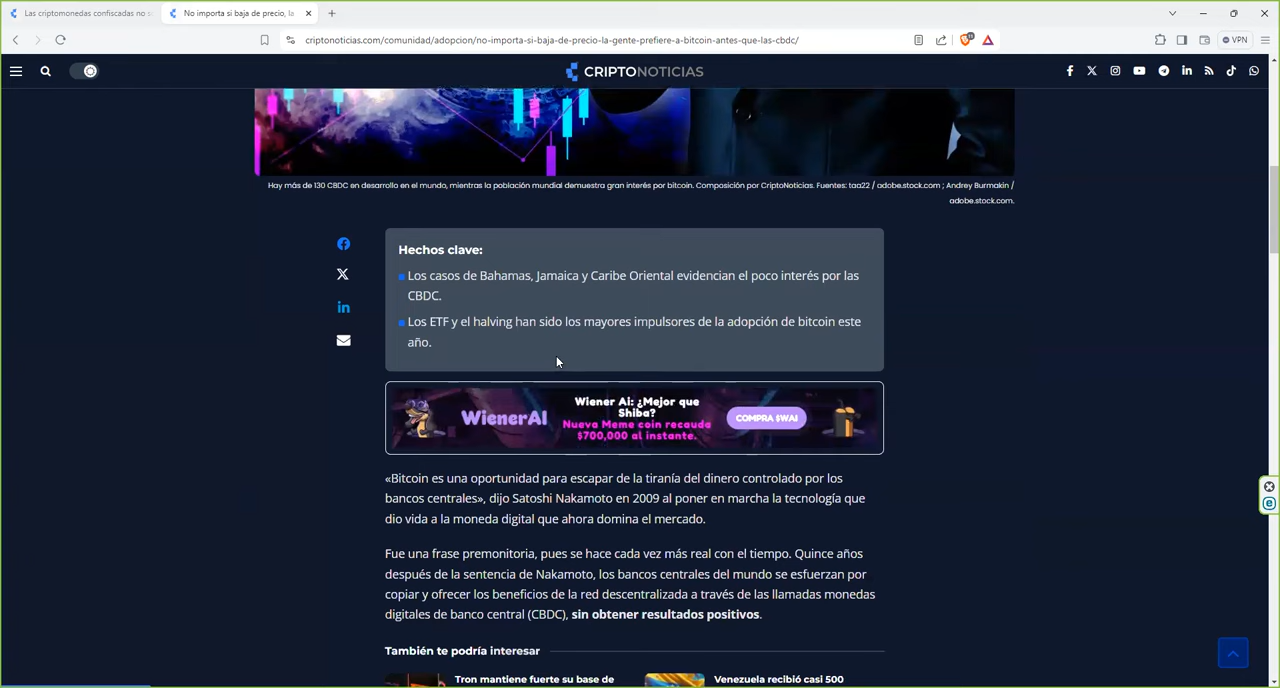 Las criptomonedas confiscadas no s
No importa si baja de precio, la
criptonoticias.com/comunidad/adopcion/no-importa-si-baja-de-precio-la-gente-prefiere-a-bitcoin-antes-que-las-cbdc/
VPN
CRIPTONOTICIAS
Hay más de 130 CBDC en desarrollo en el mundo, mientras la población mundial demuestra gran interés por bitcoin. Composición por CriptoNoticias. Fuentes: taa22 / adobe.stock.com ; Andrey Burmakin /
adobe.stock.com.
Hechos clave:
Los casos de Bahamas, Jamaica y Caribe Oriental evidencian el poco interés por las
CBDC.
Los ETF y el halving han sido los mayores impulsores de la adopción de bitcoin este
año.
WienerAI
Wiener Ai: ¿Mejor que
Shiba?
Nueva Meme coin recauda
$700,000 al instante.
COMPRA $WAI
«Bitcoin es una oportunidad para escapar de la tiranía del dinero controlado por los
bancos centrales», dijo Satoshi Nakamoto en 2009 al poner en marcha la tecnología que
dio vida a la moneda digital que ahora domina el mercado.
Fue una frase premonitoria, pues se hace cada vez más real con el tiempo. Quince años
después de la sentencia de Nakamoto, los bancos centrales del mundo se esfuerzan por
copiar y ofrecer los beneficios de la red descentralizada a través de las llamadas monedas
digitales de banco central (CBDC), sin obtener resultados positivos.
También te podría interesar
Tron mantiene fuerte su base de
Venezuela recibió casi 500